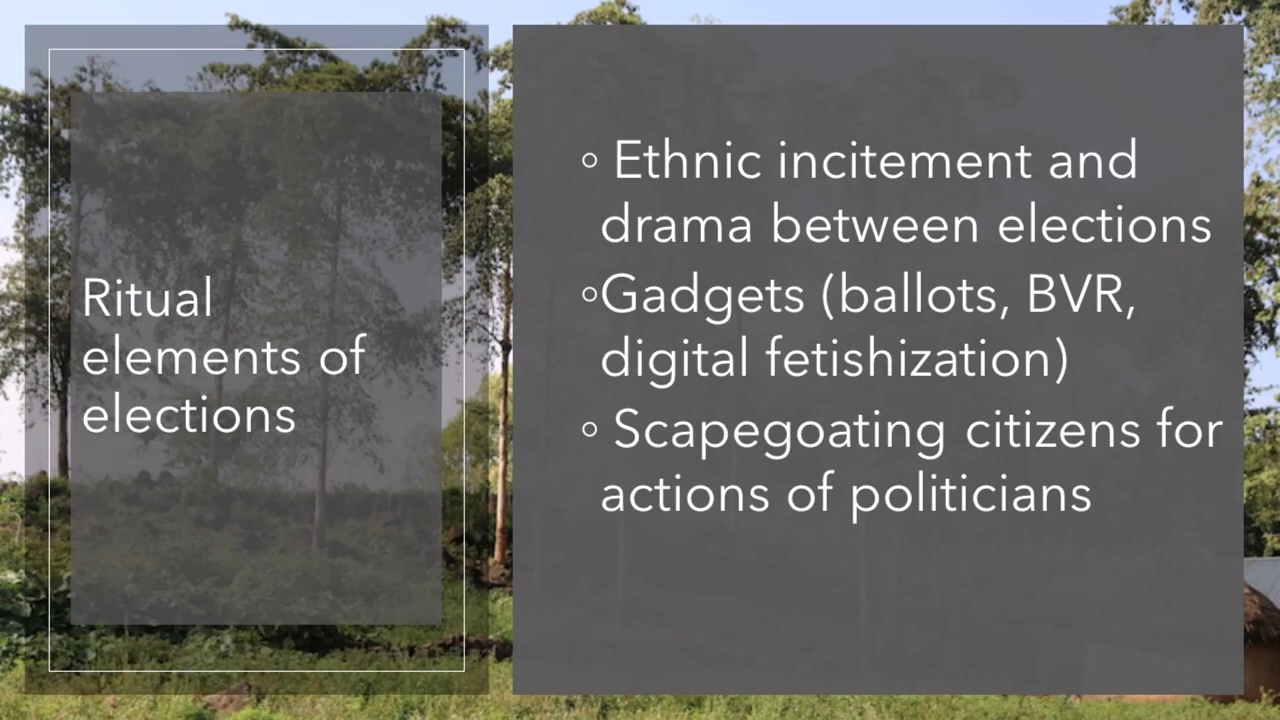 Ritual
elements of
elections
◦ Ethnic incitement and
drama between elections
◦Gadgets (ballots, BVR,
digital fetishization)
◦ Scapegoating citizens for
actions of politicians